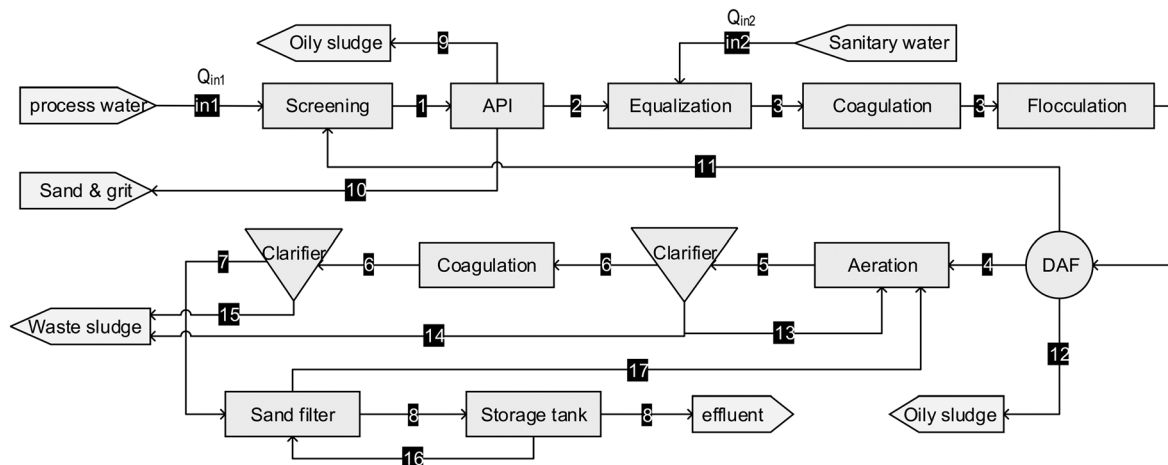 Q_in2
Oily sludge
9
in2
Sanitary water
Q_in1
process water
in1
Screening
1
API
2
Equalization
3
Coagulation
3
Flocculation
11
Sand & grit
10
7
Clarifier
6
Coagulation
6
Clarifier
5
Aeration
4
DAF
15
Waste sludge
14
13
12
17
Sand filter
8
Storage tank
8
effluent
Oily sludge
16